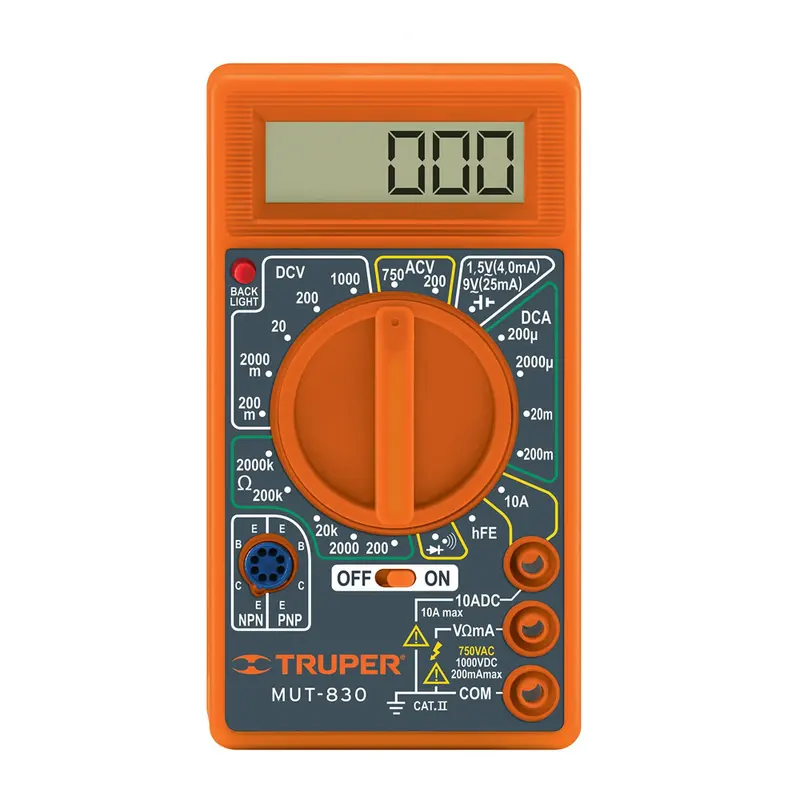 000
BACK
LIGHT
DCV
1000
200
20
2000
m
200
m
750
ACV
200
1,5V(4,0mA)
9V(25mA)
DCA
200µ
2000µ
20m
200m
10A
hFE
2000k
Ω
200k
20k
2000
200
E
E
B
B
C
C
E
E
NPN
PNP
OFF
ON
10ADC
10A max
VΩmA
750VAC
1000VDC
200mAmax
COM
CAT.II
TRUPER®
MUT-830